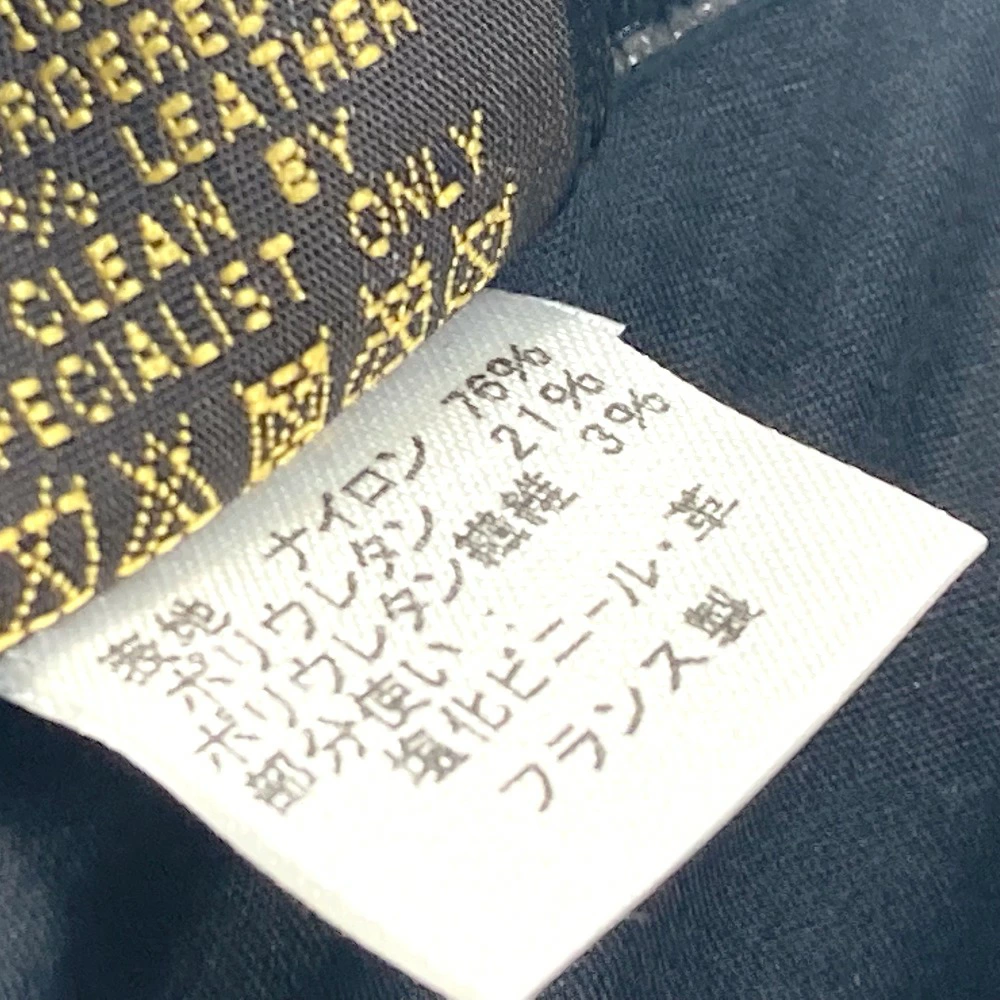 LEATHER
CLEAN BY
ONLY
表地 ナイロン 76%
ポリウレタン 21%
ポリウレタン繊維 3%
部分使い
塩化ビニール・革
フランス製